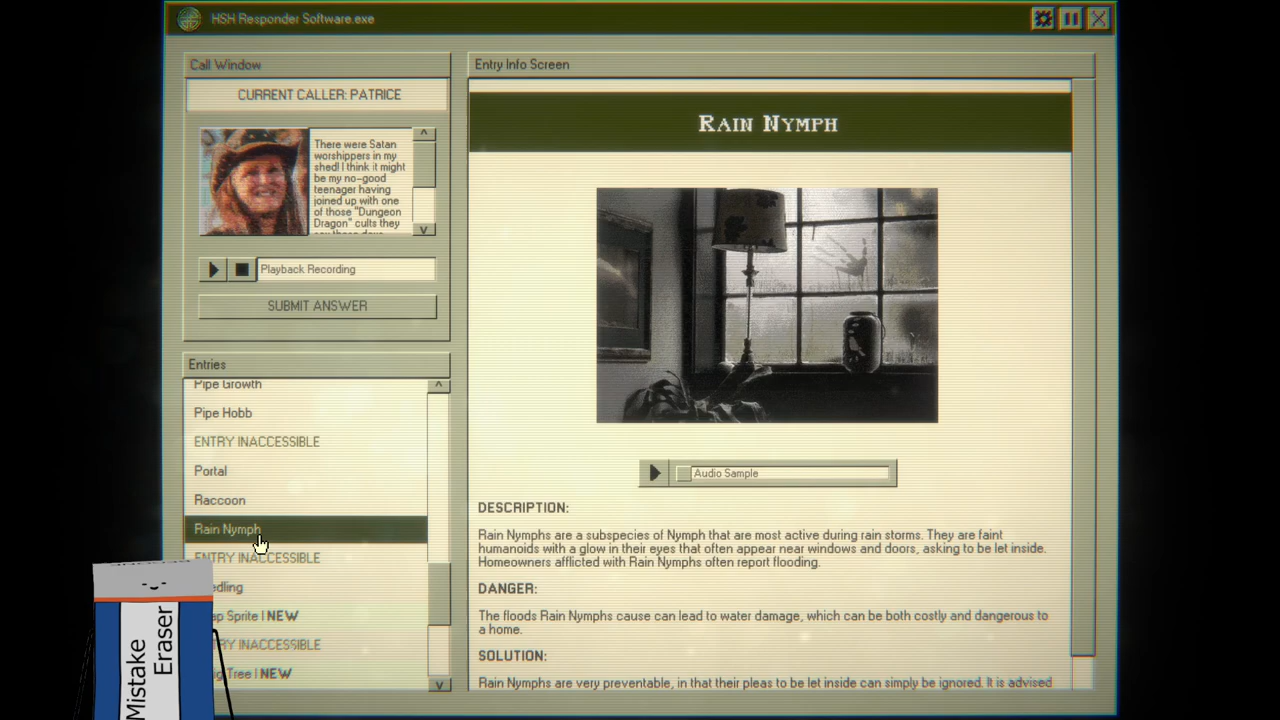 HSH Responder Software.exe
Call Window
CURRENT CALLER: PATRICE
There were Satan
worshippers in my
shed! I think it might
be my no-good
teenager having
joined up with one
of those "Dungeon
Dragon" cults they
Playback Recording
SUBMIT ANSWER
Entries
Pipe Growth
Pipe Hobb
ENTRY INACCESSIBLE
Portal
Raccoon
Rain Nymph
ENTRY INACCESSIBLE
edling
ap Sprite | NEW
ENTRY INACCESSIBLE
Tree | NEW
Mistake
Eraser
Entry Info Screen
RAIN NYMPH
Audio Sample
DESCRIPTION:
Rain Nymphs are a subspecies of Nymph that are most active during rain storms. They are faint
humanoids with a glow in their eyes that often appear near windows and doors, asking to be let inside.
Homeowners afflicted with Rain Nymphs often report flooding.
DANGER:
The floods Rain Nymphs cause can lead to water damage, which can be both costly and dangerous to
a home.
SOLUTION:
Rain Nymphs are very preventable, in that their pleas to be let inside can simply be ignored. It is advised